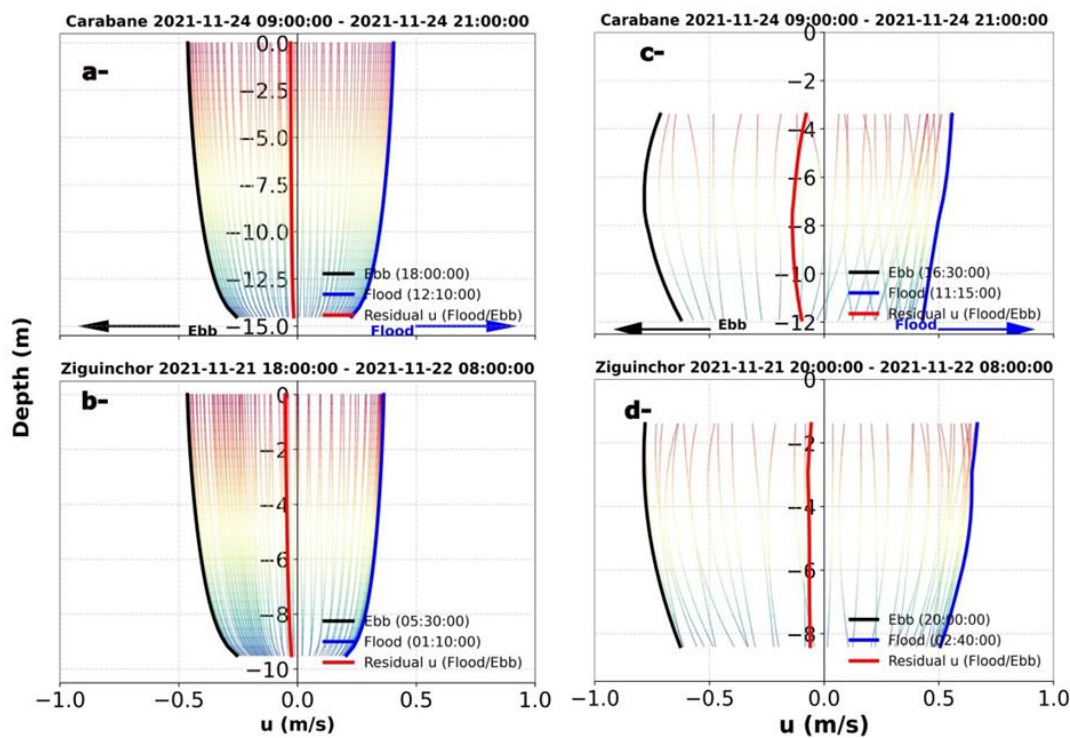 Carabane 2021-11-24 09:00/m/00:00 - 2021-11-24 21:00:00
a-
0.0
−2.5
−5.0
−7.5
−10.0
−12.5
−15.0
Ebb (18:00:00)
Flood (12:10:00)
Residual u (Flood/Ebb)
Ebb
Flood
Carabane 2021-11-24 09:00/m/00:00 - 2021-11-24 21:00:00
c-
0
−2
−4
−6
−8
−10
−12
Ebb (16:30:00)
Flood (11:15:00)
Residual u (Flood/Ebb)
Ebb
Flood
Depth (m)
Ziguinchor 2021-11-21 18:00:00 - 2021-11-22 08:00:00
b-
0
−2
−4
−6
−8
−10
Ebb (05:30:00)
Flood (01:10:00)
Residual u (Flood/Ebb)
−1.0
−0.5
0.0
0.5
1.0
u (m/s)
Ziguinchor 2021-11-21 20:00:00 - 2021-11-22 08:00:00
d-
0
−2
−4
−6
−8
Ebb (20:00:00)
Flood (02:40:00)
Residual u (Flood/Ebb)
−1.0
−0.5
0.0
0.5
1.0
u (m/s)